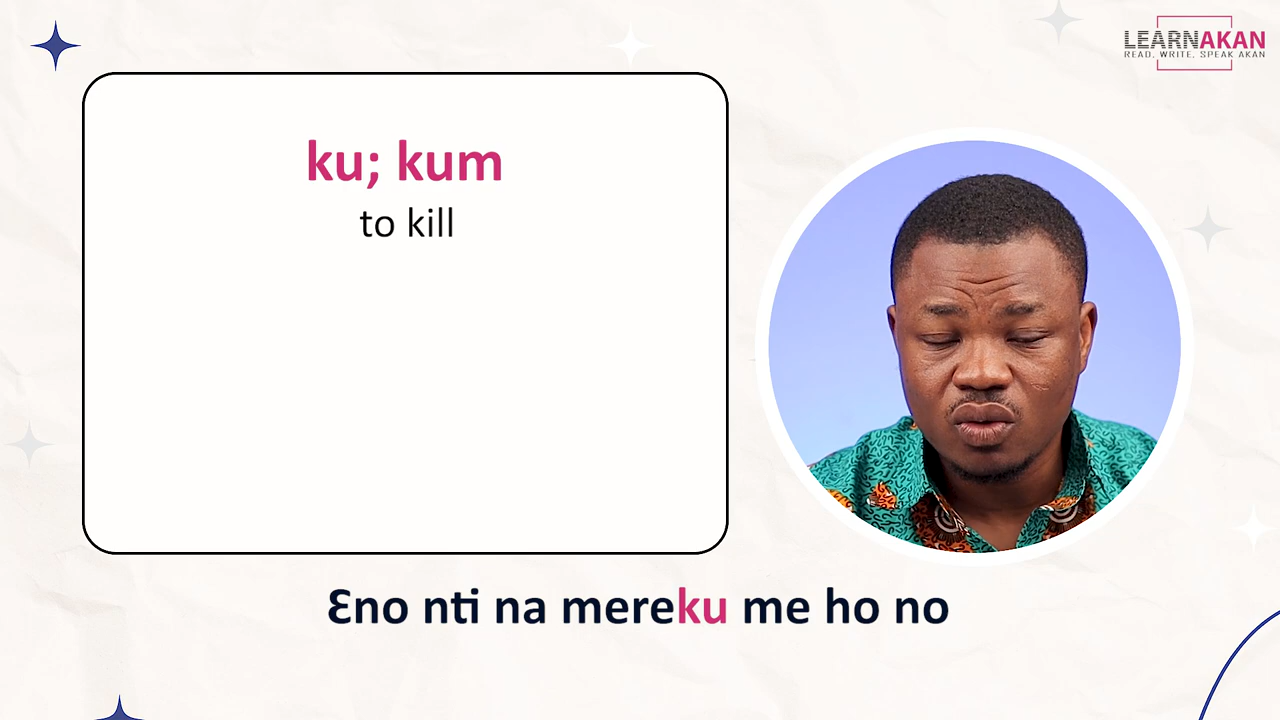 LEARNAKAN
READ, WRITE, SPEAK AKAN
ku; kum
to kill
Ɛno nti na mereku me ho no